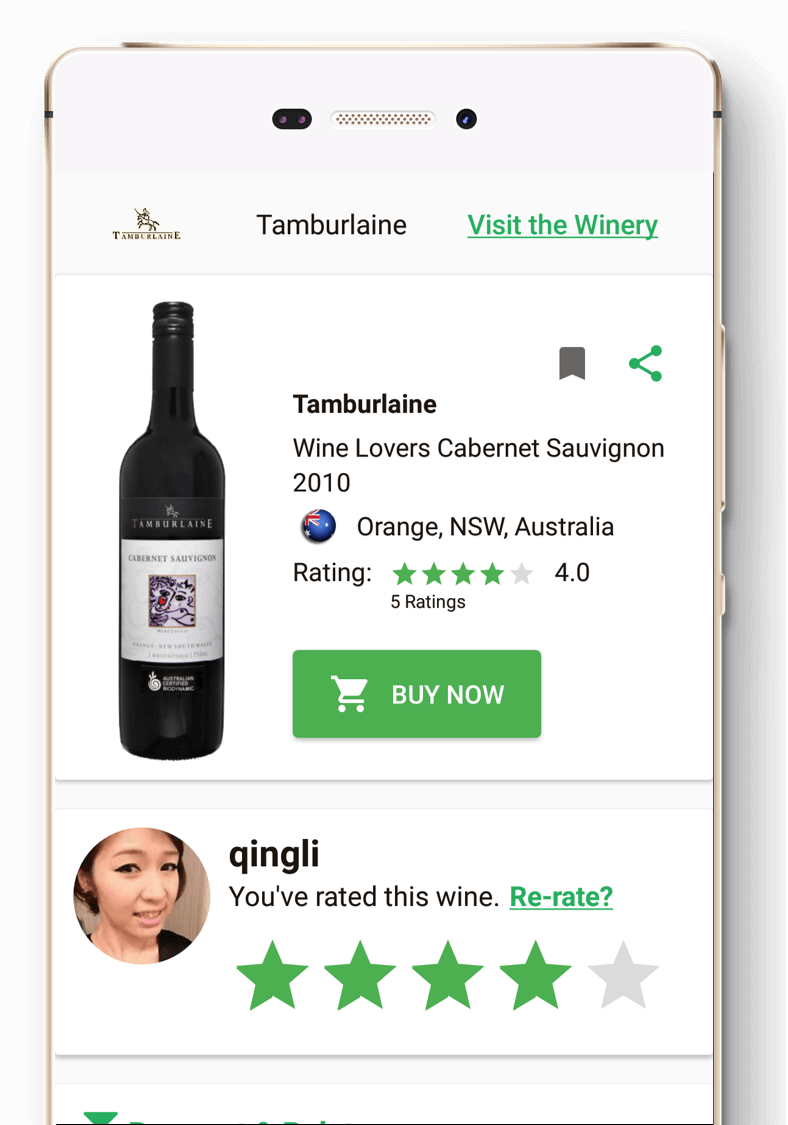 TAMBURLAINE
Tamburlaine
Visit the Winery
Tamburlaine
Wine Lovers Cabernet Sauvignon
2010
Orange, NSW, Australia
Rating:
4.0
5 Ratings
BUY NOW
TAMBURLAINE
CABERNET SAUVIGNON
WINE LOVERS
ORANGE · NEW SOUTH WALES
AUSTRALIAN
CERTIFIED
BIODYNAMIC
qingli
You've rated this wine. Re-rate?